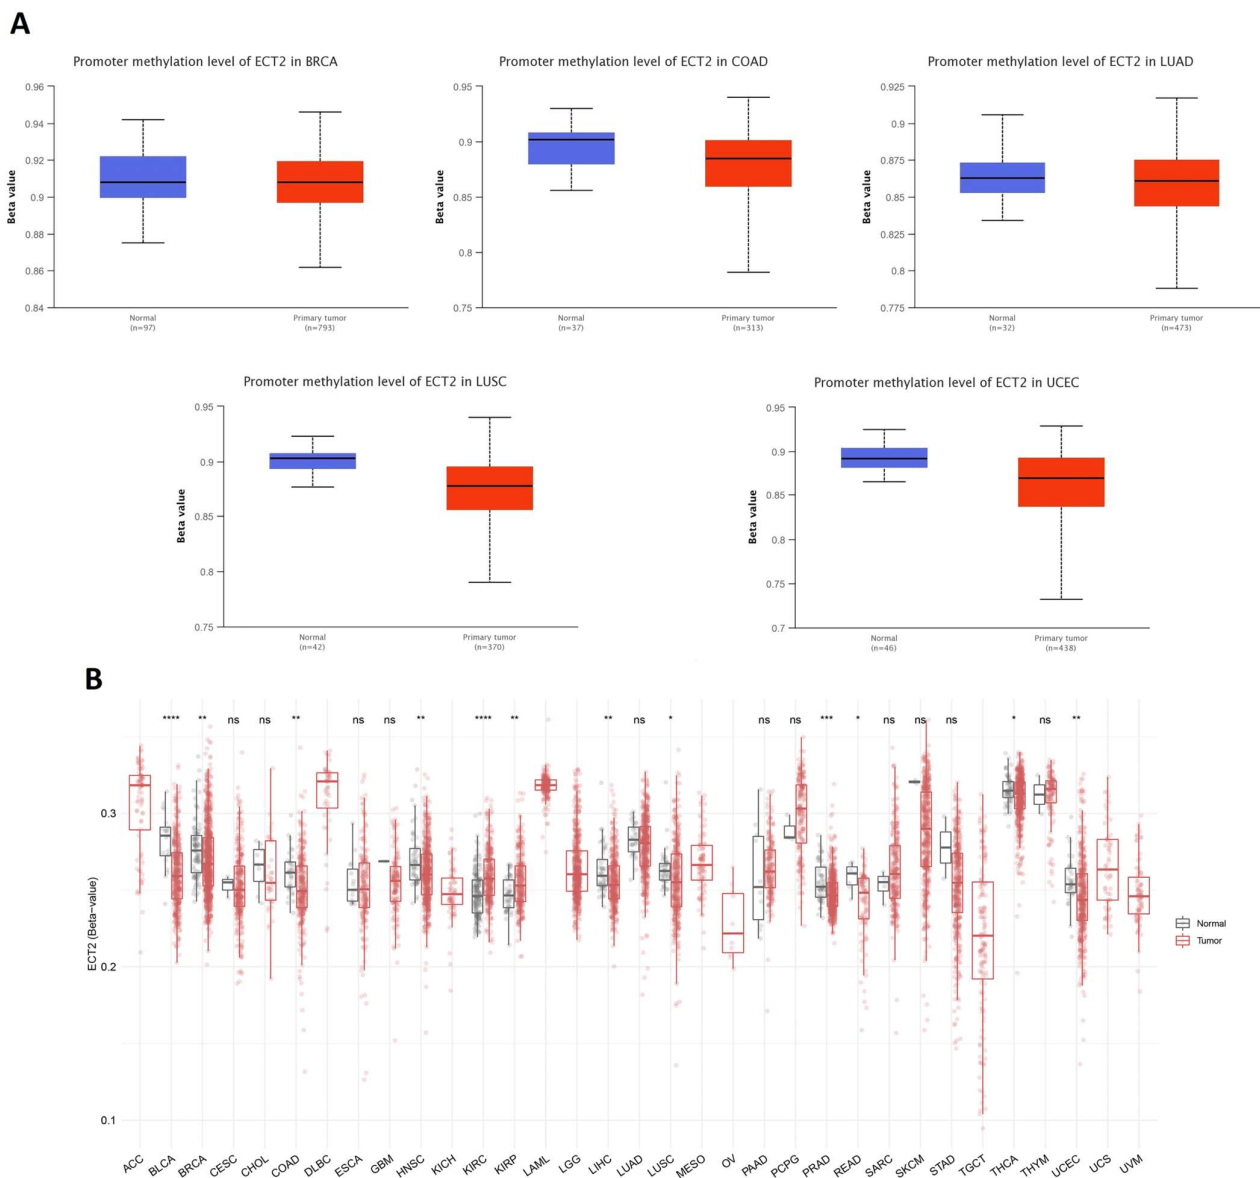 A
Promoter methylation level of ECT2 in BRCA
0.96
0.94
0.92
0.9
0.88
0.86
0.84
Beta value
Normal
(n=97)
Primary tumor
(n=793)
Promoter methylation level of ECT2 in COAD
0.95
0.9
0.85
0.8
0.75
Beta value
Normal
(n=37)
Primary tumor
(n=313)
Promoter methylation level of ECT2 in LUAD
0.925
0.9
0.875
0.85
0.825
0.8
0.775
Beta value
Normal
(n=32)
Primary tumor
(n=473)
Promoter methylation level of ECT2 in LUSC
0.95
0.9
0.85
0.8
0.75
Beta value
Normal
(n=42)
Primary tumor
(n=370)
Promoter methylation level of ECT2 in UCEC
0.95
0.9
0.85
0.8
0.75
0.7
Beta value
Normal
(n=46)
Primary tumor
(n=438)
B
**** ** ns ns ** ns ns ** **** ** ** ns * ns ns *** * ns ns ns * ns **
0.3
0.2
0.1
ECT2 (Beta-value)
Normal
Tumor
ACC BLCA BRCA CESC CHOL COAD DLBC ESCA GBM HNSC KICH KIRC KIRP LAML LGG LIHC LUAD LUSC MESO OV PAAD PCPG PRAD READ SARC SKCM STAD TGCT THCA THYM UCEC UCS UVM